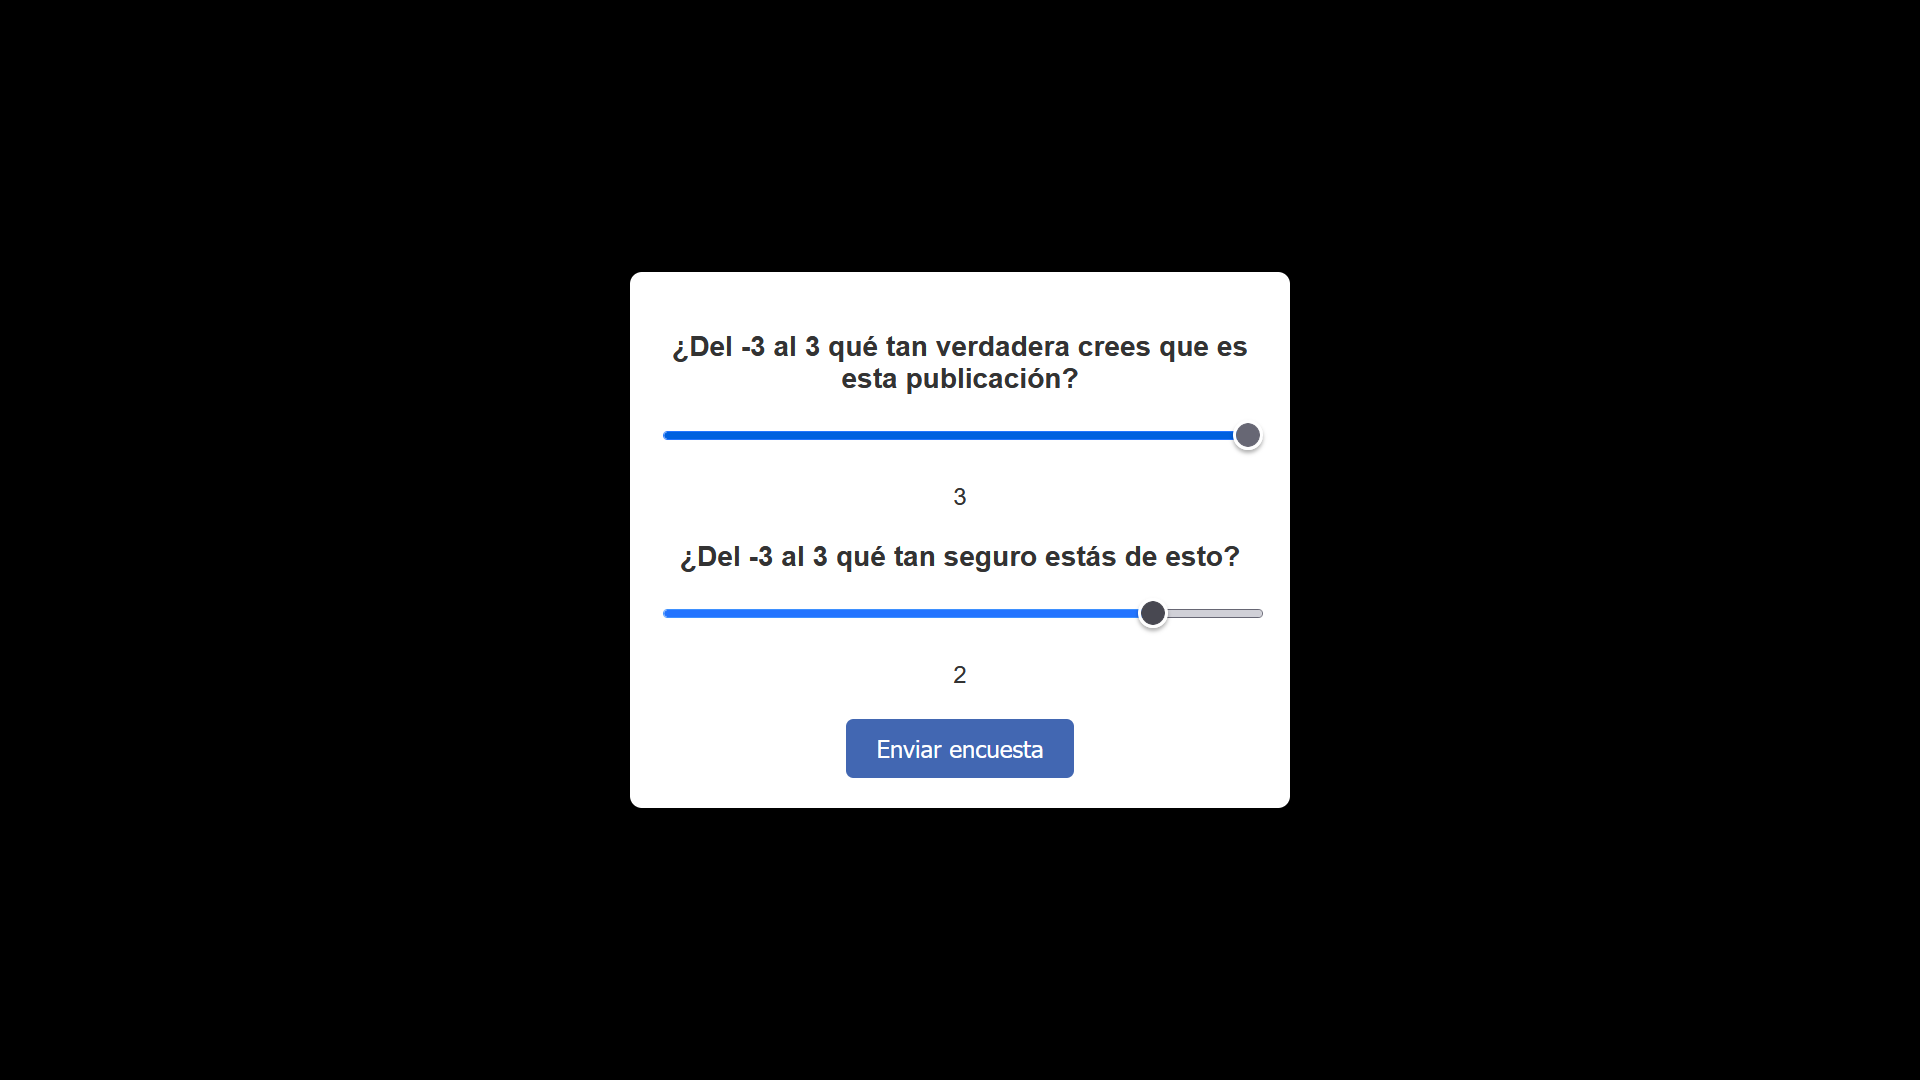 ¿Del -3 al 3 qué tan verdadera crees que es
esta publicación?
3
¿Del -3 al 3 qué tan seguro estás de esto?
2
Enviar encuesta